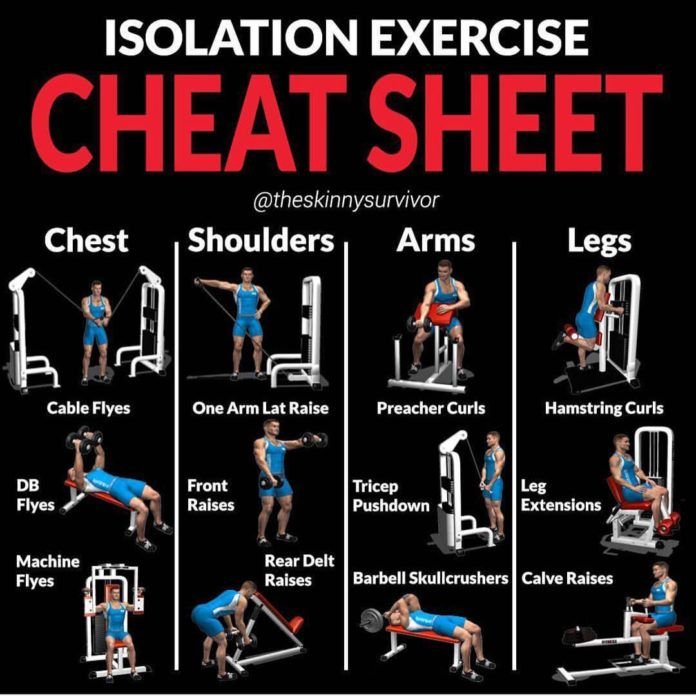 ISOLATION EXERCISE
CHEAT SHEET
@theskinnysurvivor
Chest
Cable Flyes
DB
Flyes
Machine
Flyes
Shoulders
One Arm Lat Raise
Front
Raises
Rear Delt
Raises
Arms
Preacher Curls
Tricep
Pushdown
Barbell Skullcrushers
Legs
Hamstring Curls
Leg
Extensions
Calve Raises
FITNESS